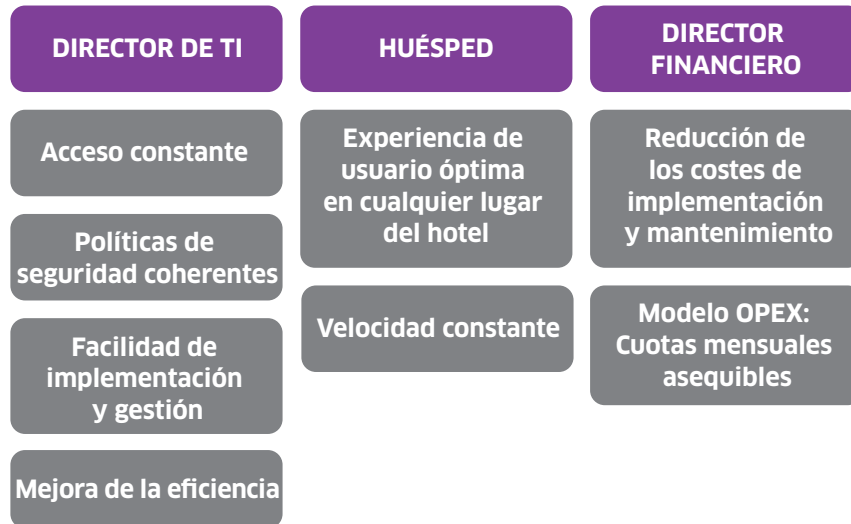 DIRECTOR DE TI
Acceso constante
Políticas de
seguridad coherentes
Facilidad de
implementación
y gestión
Mejora de la eficiencia
HUÉSPED
Experiencia de
usuario óptima
en cualquier lugar
del hotel
Velocidad constante
DIRECTOR
FINANCIERO
Reducción de
los costes de
implementación
y mantenimiento
Modelo OPEX:
Cuotas mensuales
asequibles